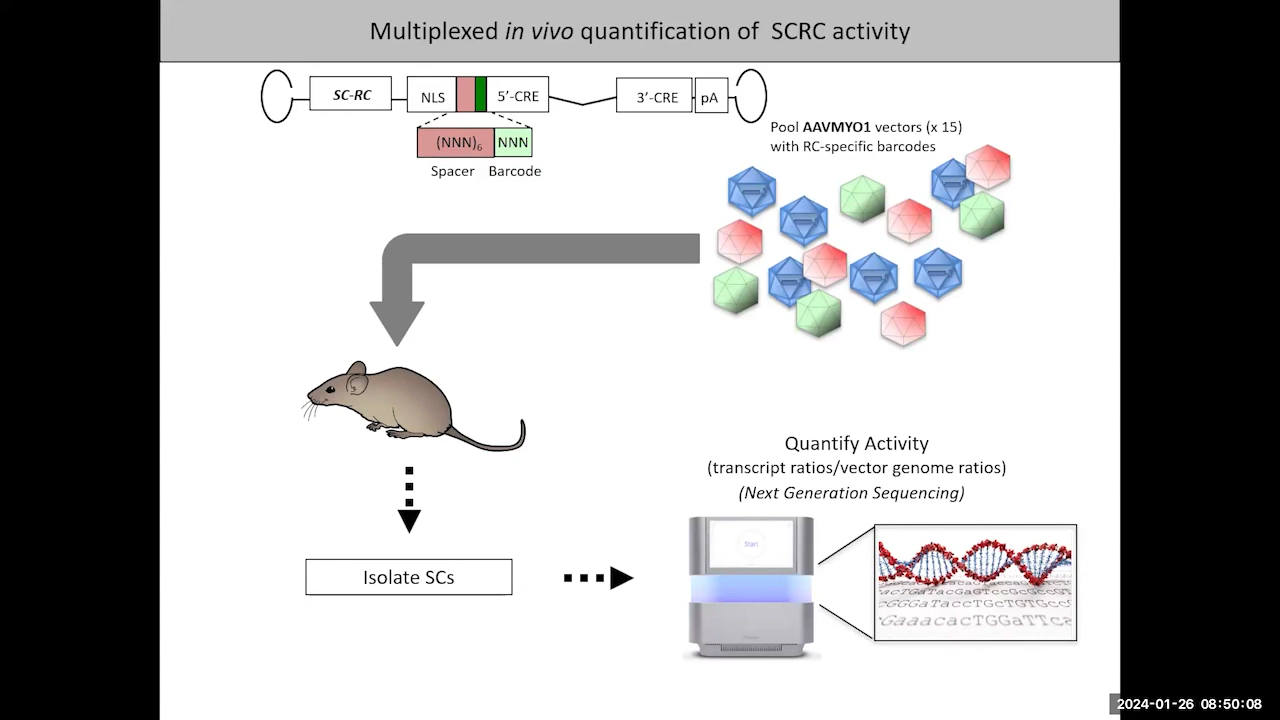 Multiplexed in vivo quantification of SCRC activity
SC-RC
NLS
5’-CRE
3’-CRE
pA
(NNN)6
NNN
Spacer
Barcode
Pool AAVMYO1 vectors (x 15)
with RC-specific barcodes
Quantify Activity
(transcript ratios/vector genome ratios)
(Next Generation Sequencing)
Start
Isolate SCs
2024-01-26 08:50:08